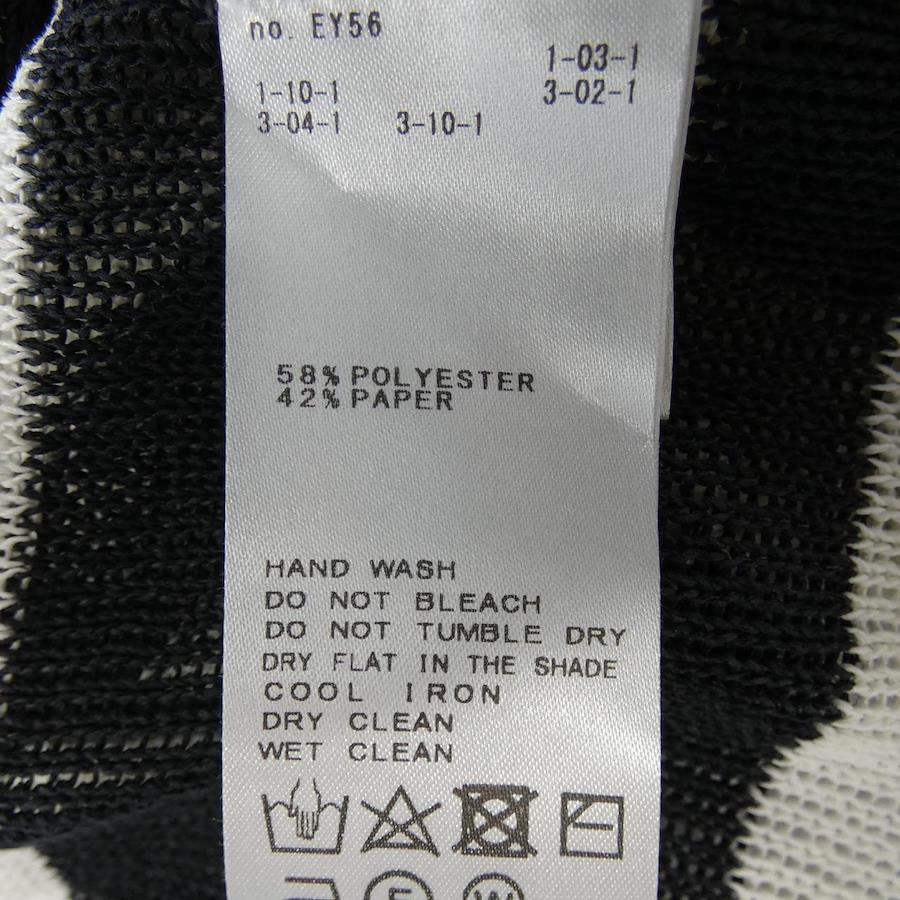 no. EY56
1-03-1
1-10-1 3-02-1
3-04-1 3-10-1
58% POLYESTER
42% PAPER
HAND WASH
DO NOT BLEACH
DO NOT TUMBLE DRY
DRY FLAT IN THE SHADE
COOL IRON
DRY CLEAN
WET CLEAN